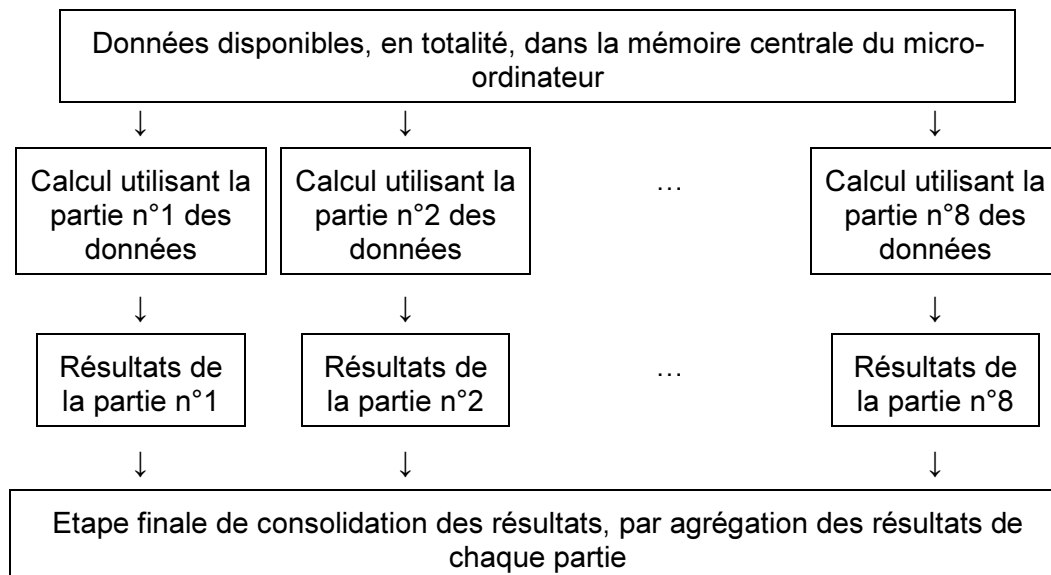 Données disponibles, en totalité, dans la mémoire centrale du micro-
ordinateur
↓ ↓ ↓
Calcul utilisant la
partie n°1 des
données
Calcul utilisant la
partie n°2 des
données
…
Calcul utilisant la
partie n°8 des
données
↓ ↓ ↓
Résultats de
la partie n°1
Résultats de
la partie n°2
…
Résultats de
la partie n°8
↓ ↓ ↓
Etape finale de consolidation des résultats, par agrégation des résultats de
chaque partie